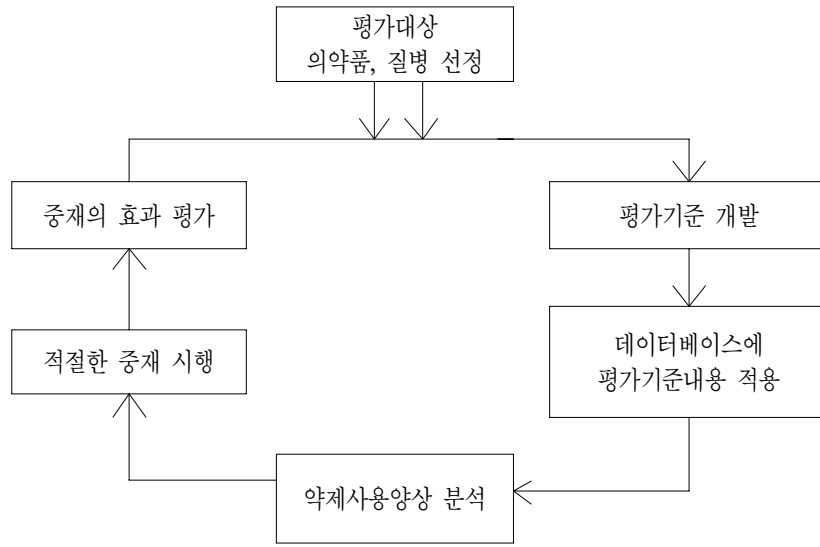 평가대상
의약품, 질병 선정
중재의 효과 평가
평가기준 개발
적절한 중재 시행
데이터베이스에
평가기준내용 적용
약제사용양상 분석